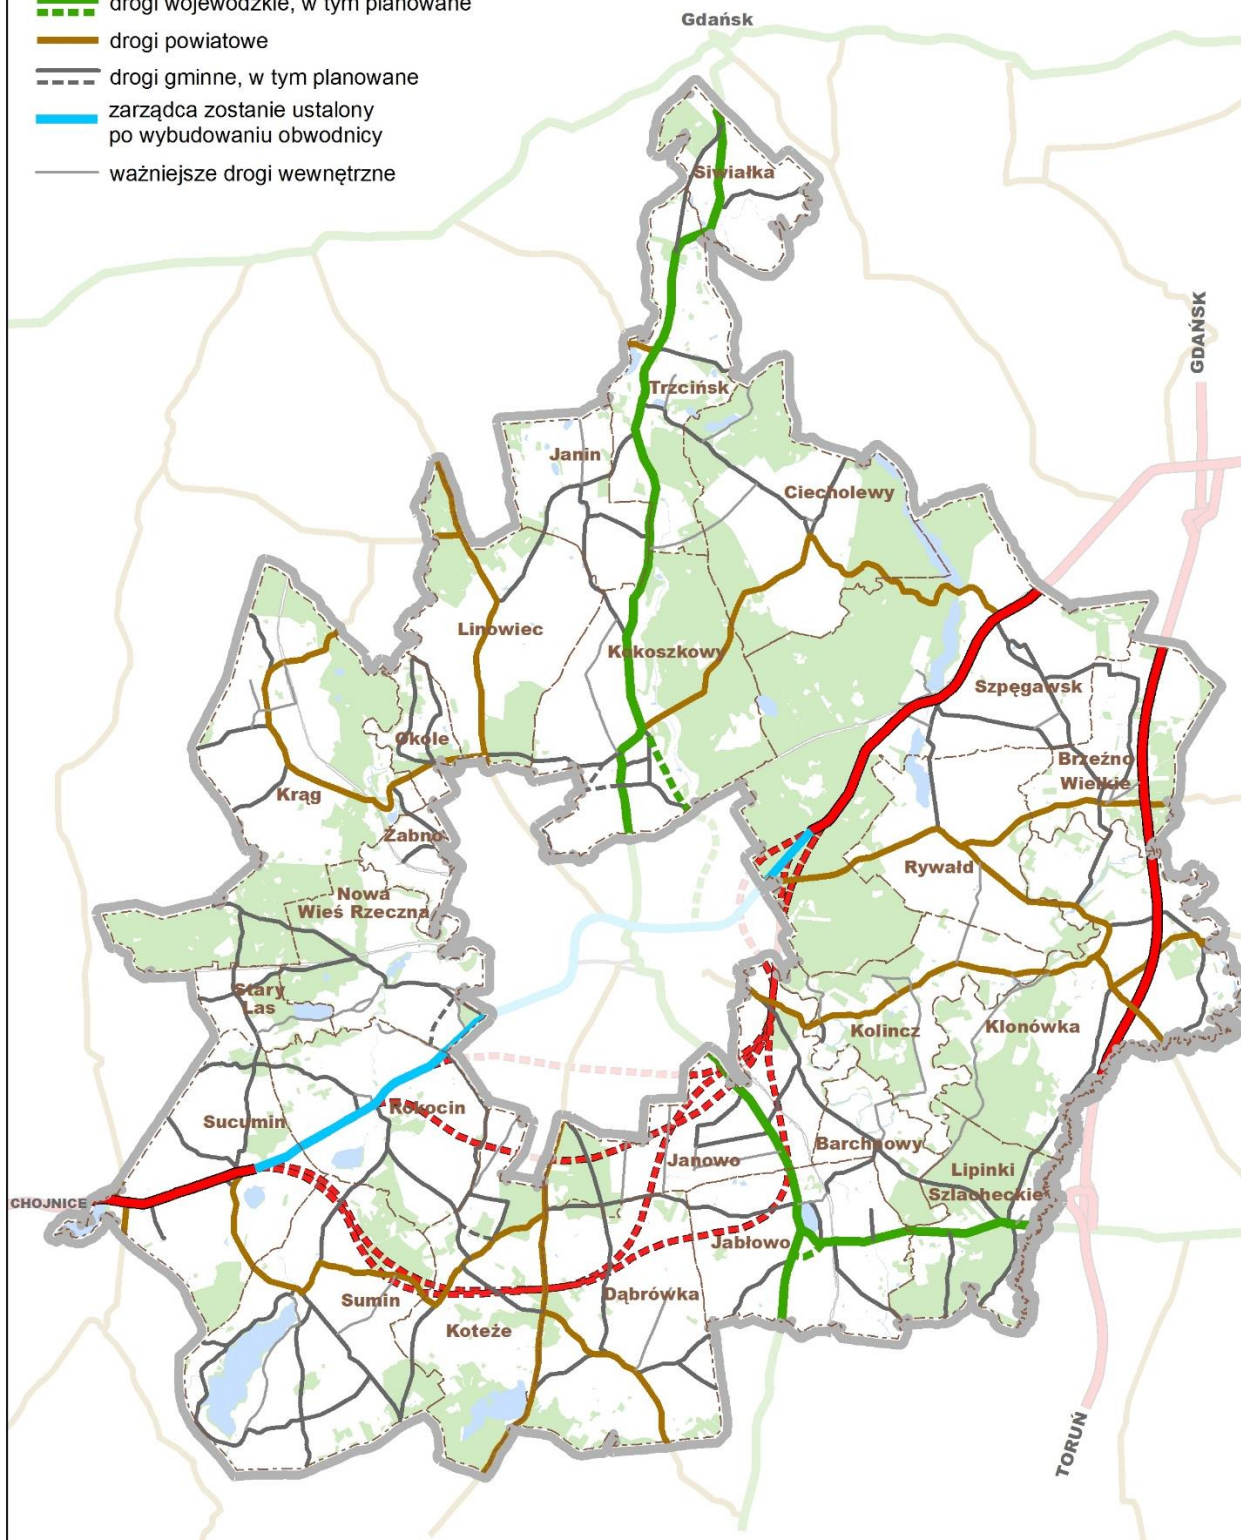 drogi wojewódzkie, w tym planowane
drogi powiatowe
drogi gminne, w tym planowane
zarządca zostanie ustalony
po wybudowaniu obwodnicy
ważniejsze drogi wewnętrzne
Gdańsk
Siwiałka
GDAŃSK
Trzcińsk
Janin
Ciecholewy
Linowiec
Kokoszkowy
Szpęgawsk
Okole
Brzeźno
Wielkie
Krąg
Żabno
Rywałd
Nowa
Wieś Rzeczna
Stary
Las
Kolincz
Klonówka
Rokocin
Sucumin
Barchnowy
Janowo
Lipinki
Szlacheckie
CHOJNICE
Jabłowo
Sumin
Dąbrówka
Koteże
TORUŃ